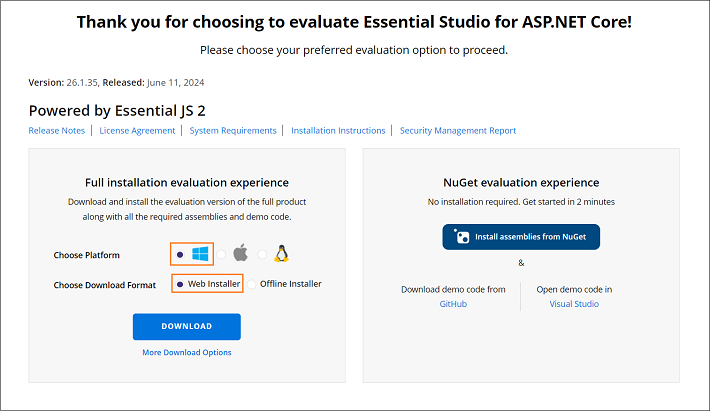 Thank you for choosing to evaluate Essential Studio for ASP.NET Core!
Please choose your preferred evaluation option to proceed.
Version: 26.1.35, Released: June 11, 2024
Powered by Essential JS 2
Release Notes | License Agreement | System Requirements | Installation Instructions | Security Management Report
Full installation evaluation experience
Download and install the evaluation version of the full product
along with all the required assemblies and demo code.
Choose Platform
Choose Download Format Web Installer Offline Installer
DOWNLOAD
More Download Options
NuGet evaluation experience
No installation required. Get started in 2 minutes
Install assemblies from NuGet
&
Download demo code from
GitHub
Open demo code in
Visual Studio